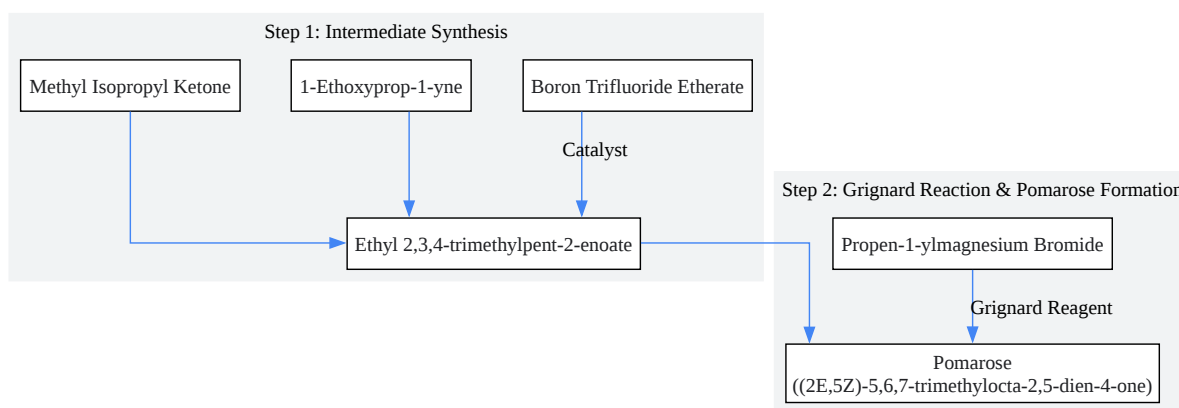 Step 1: Intermediate Synthesis
Methyl Isopropyl Ketone
1-Ethoxyprop-1-yne
Boron Trifluoride Etherate
Catalyst
Ethyl 2,3,4-trimethylpent-2-enoate
Step 2: Grignard Reaction & Pomarose Formation
Propen-1-ylmagnesium Bromide
Grignard Reagent
Pomarose
((2E,5Z)-5,6,7-trimethylocta-2,5-dien-4-one)